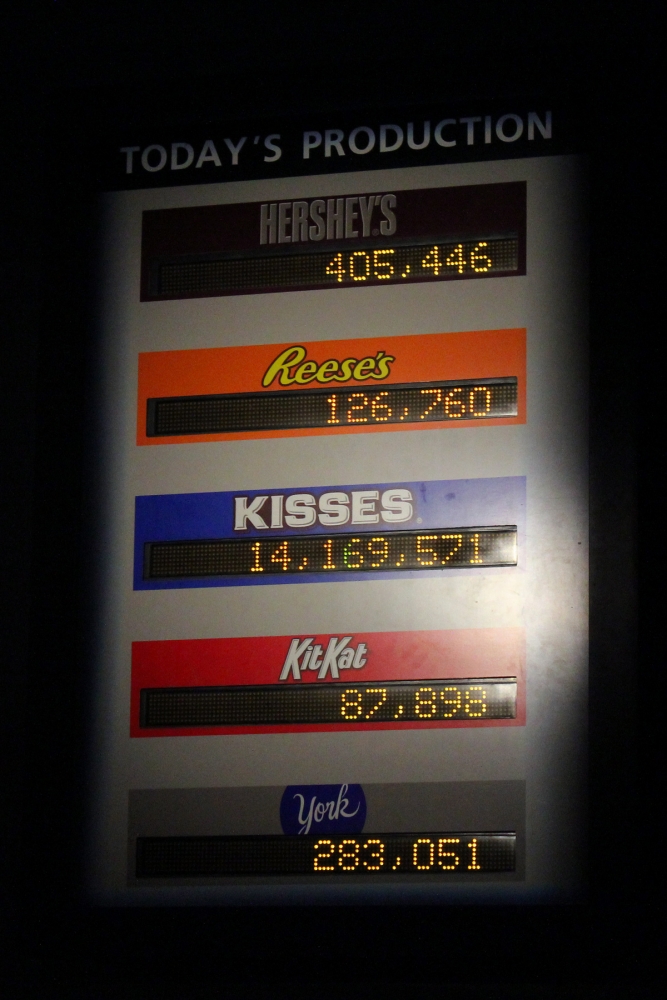 TODAY'S PRODUCTION
HERSHEY'S
405,446
Reese's
126,760
KISSES
14,169,571
KitKat
87,898
York
283,051